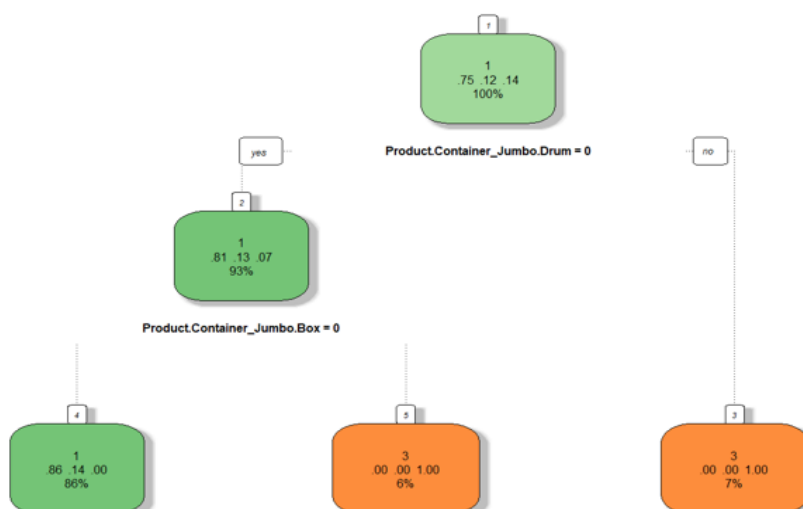 1
1
.75 .12 .14
100%
yes
Product.Container_Jumbo.Drum = 0
no
2
1
.81 .13 .07
93%
Product.Container_Jumbo.Box = 0
4
1
.86 .14 .00
86%
5
3
.00 .00 1.00
6%
3
3
.00 .00 1.00
7%